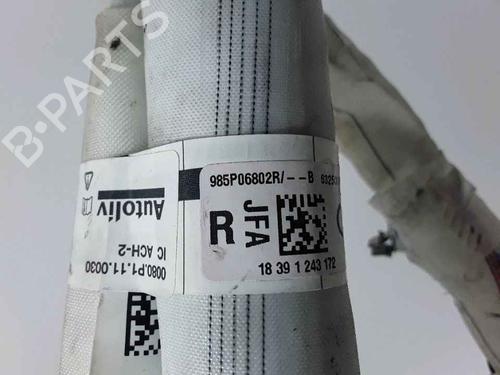 B-PARTS
985P06802R/--B
R
JFA
18 39 1 243 172
Autoliv
IC ACH-2
0080.P1.11.0030